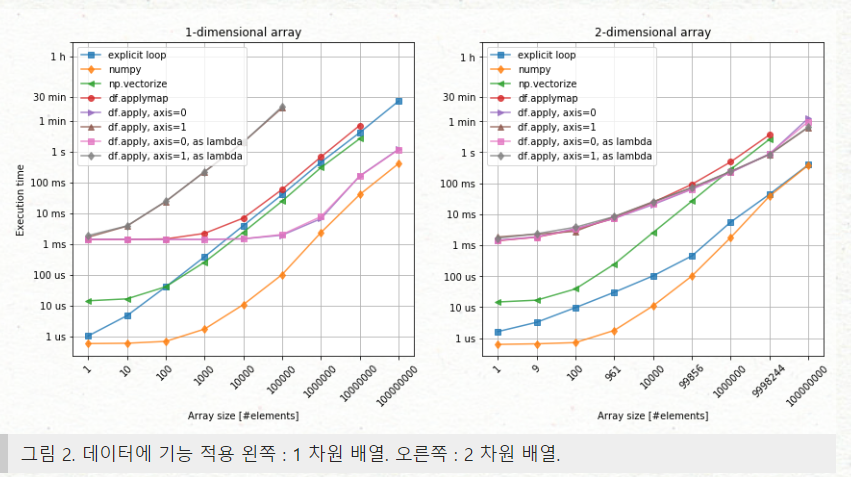 1-dimensional array
1 h
30 min
1 min
1 s
100 ms
10 ms
1 ms
100 us
10 us
1 us
Execution time
explicit loop
numpy
np.vectorize
df.applymap
df.apply, axis=0
df.apply, axis=1
df.apply, axis=0, as lambda
df.apply, axis=1, as lambda
1
10
100
1000
10000
100000
1000000
10000000
100000000
Array size [#elements]
2-dimensional array
1 h
30 min
1 min
1 s
100 ms
10 ms
1 ms
100 us
10 us
1 us
explicit loop
numpy
np.vectorize
df.applymap
df.apply, axis=0
df.apply, axis=1
df.apply, axis=0, as lambda
df.apply, axis=1, as lambda
1
9
100
961
10000
99856
1000000
9998244
100000000
Array size [#elements]
그림 2. 데이터에 기능 적용 왼쪽 : 1 차원 배열. 오른쪽 : 2 차원 배열.